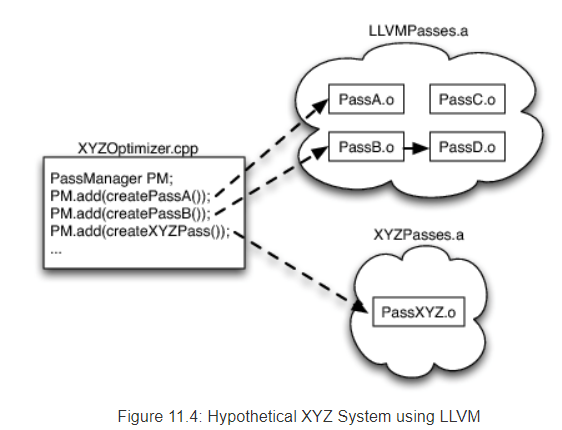 LLVMPasses.a
PassA.o
PassC.o
PassB.o
PassD.o
XYZOptimizer.cpp
PassManager PM;
PM.add(createPassA());
PM.add(createPassB());
PM.add(createXYZPass());
...
XYZPasses.a
PassXYZ.o
Figure 11.4: Hypothetical XYZ System using LLVM